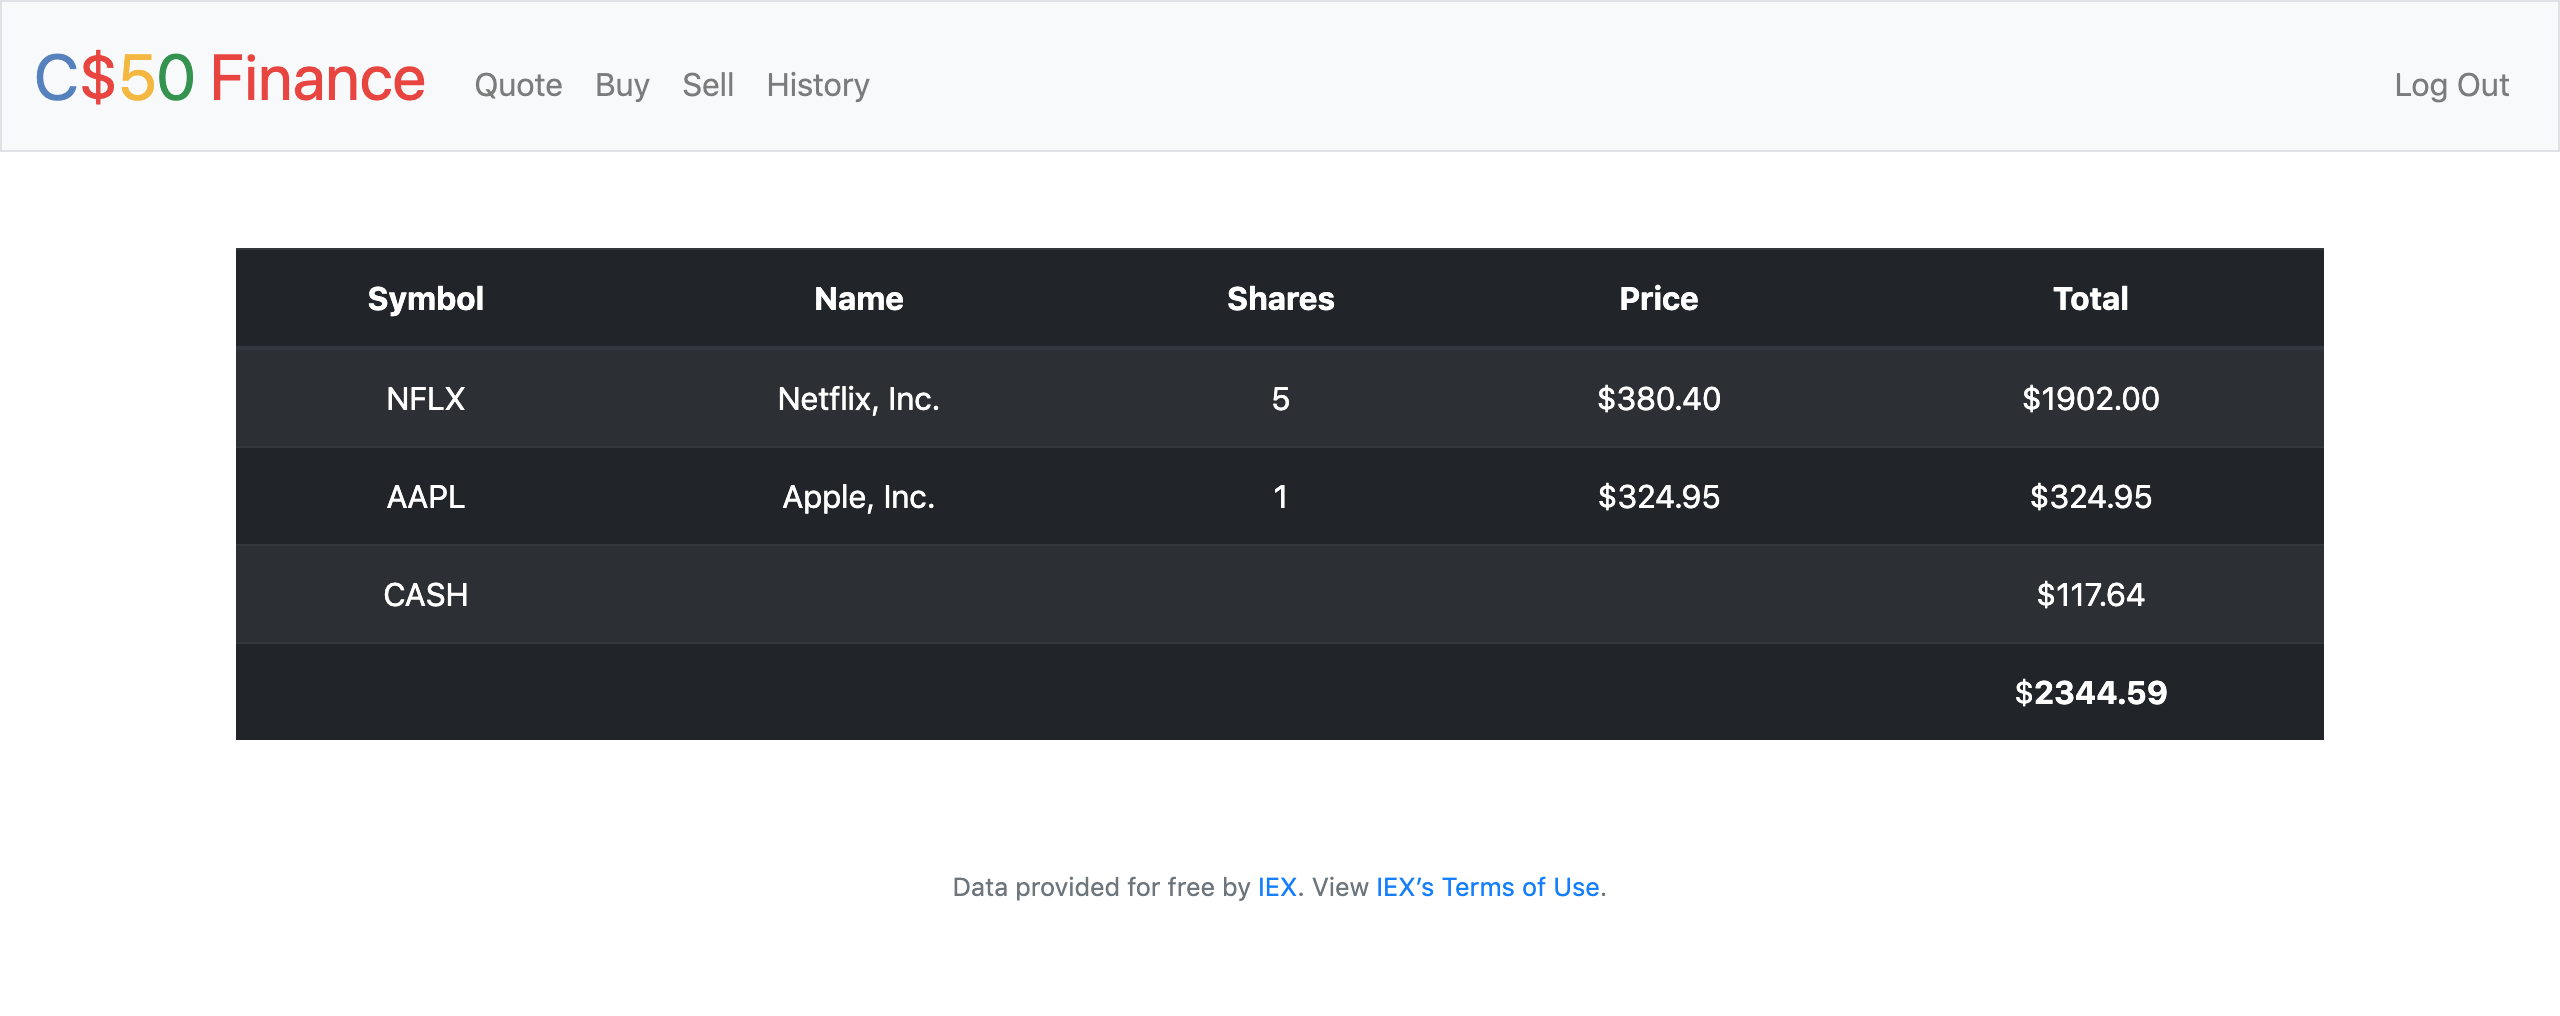 C$50 Finance Quote Buy Sell History Log Out
Symbol Name Shares Price Total
NFLX Netflix, Inc. 5 $380.40 $1902.00
AAPL Apple, Inc. 1 $324.95 $324.95
CASH $117.64
$2344.59
Data provided for free by IEX. View IEX’s Terms of Use.